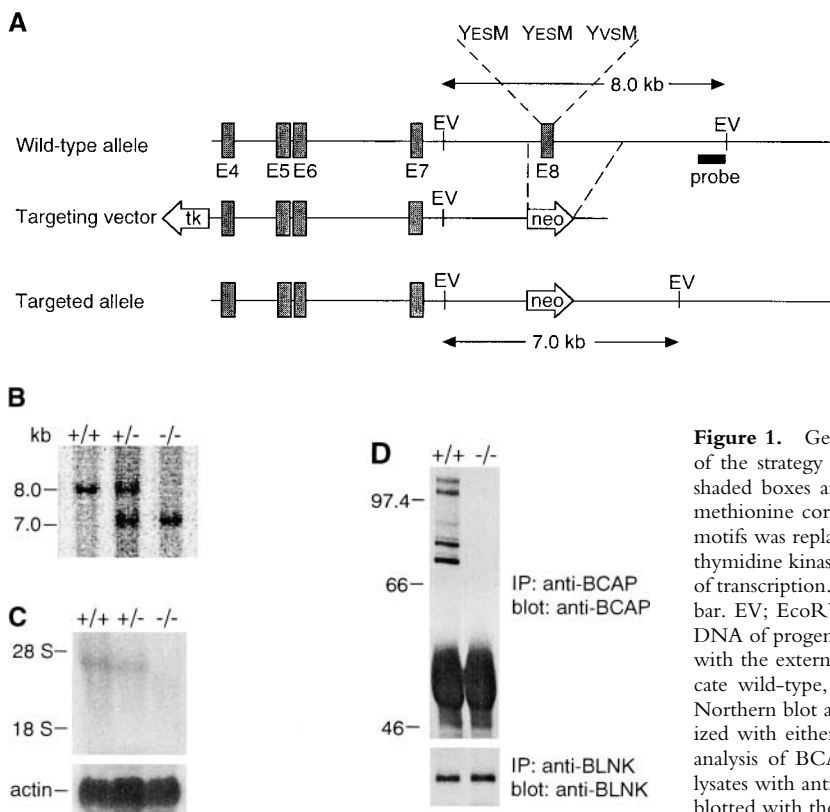 A
YESM YESM YVSM
8.0 kb
EV EV
Wild-type allele
E4 E5 E6 E7 E8 probe
EV
Targeting vector tk neo
EV EV
Targeted allele neo
7.0 kb
B
kb +/+ +/- -/-
8.0
7.0
C
+/+ +/- -/-
28 S
18 S
actin
D
+/+ -/-
97.4
66
46
IP: anti-BCAP
blot: anti-BCAP
IP: anti-BLNK
blot: anti-BLNK
Figure 1. Ge
of the strategy
shaded boxes a
methionine cor
motifs was repla
thymidine kinas
of transcription.
bar. EV; EcoR
DNA of progen
with the extern
cate wild-type,
Northern blot a
ized with either
analysis of BCA
lysates with ant
blotted with the